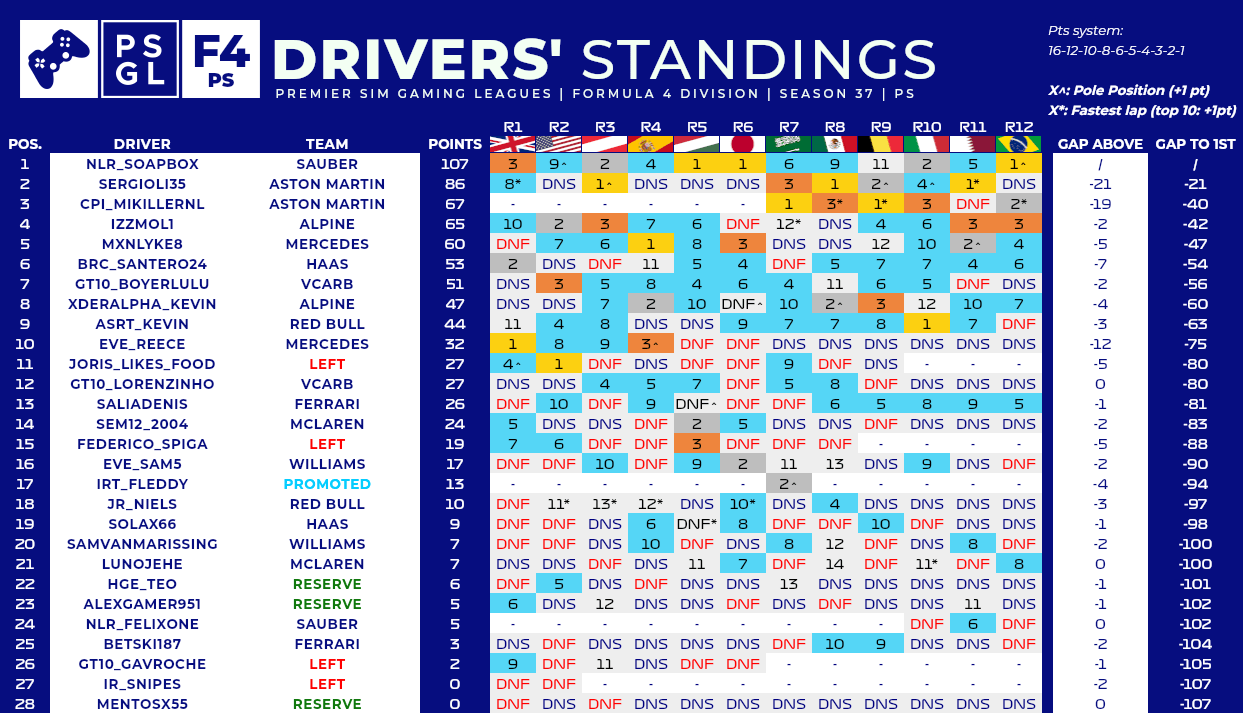 PS
GL
F4
PS
DRIVERS' STANDINGS
PREMIER SIM GAMING LEAGUES | FORMULA 4 DIVISION | SEASON 37 | PS
Pts system:
16-12-10-8-6-5-4-3-2-1
X^: Pole Position (+1 pt)
X*: Fastest lap (top 10: +1pt)
POS. DRIVER TEAM POINTS R1 R2 R3 R4 R5 R6 R7 R8 R9 R10 R11 R12 GAP ABOVE GAP TO 1ST
1 NLR_SOAPBOX SAUBER 107 3 9^ 2 4 1 1 6 9 11 2 5 1^ / /
2 SERGIOLI35 ASTON MARTIN 86 8* DNS 1^ DNS DNS DNS 3 1 2^ 4^ 1* DNS -21 -21
3 CPI_MIKILLERNL ASTON MARTIN 67 - - - - - - 1 3* 1* 3 DNF 2* -19 -40
4 IZZMOL1 ALPINE 65 10 2 3 7 6 DNF 12* DNS 4 6 3 3 -2 -42
5 MXNLYKE8 MERCEDES 60 DNF 7 6 1 8 3 DNS DNS 12 10 2^ 4 -5 -47
6 BRC_SANTERO24 HAAS 53 2 DNS DNF 11 5 4 DNF 5 7 7 4 6 -7 -54
7 GT10_BOYERLULU VCARB 51 DNS 3 5 8 4 6 4 11 6 5 DNF DNS -2 -56
8 XDERALPHA_KEVIN ALPINE 47 DNS DNS 7 2 10 DNF^ 10 2^ 3 12 10 7 -4 -60
9 ASRT_KEVIN RED BULL 44 11 4 8 DNS DNS 9 7 7 8 1 7 DNF -3 -63
10 EVE_REECE MERCEDES 32 1 8 9 3^ DNF DNF DNS DNS DNS DNS DNS DNS -12 -75
11 JORIS_LIKES_FOOD LEFT 27 4^ 1 DNF DNS DNF DNF 9 DNF DNS - - - -5 -80
12 GT10_LORENZINHO VCARB 27 DNS DNS 4 5 7 DNF 5 8 DNF DNS DNS DNS 0 -80
13 SALIADENIS FERRARI 26 DNF 10 DNF 9 DNF^ DNF DNF 6 5 8 9 5 -1 -81
14 SEM12_2004 MCLAREN 24 5 DNS DNS DNF 2 5 DNS DNS DNF DNS DNS DNS -2 -83
15 FEDERICO_SPIGA LEFT 19 7 6 DNF DNF 3 DNF DNF DNF - - - - -5 -88
16 EVE_SAM5 WILLIAMS 17 DNF DNF 10 DNF 9 2 11 13 DNS 9 DNS DNF -2 -90
17 IRT_FLEDDY PROMOTED 13 - - - - - - 2^ - - - - - -4 -94
18 JR_NIELS RED BULL 10 DNF 11* 13* 12* DNS 10* DNS 4 DNS DNS DNS DNS -3 -97
19 SOLAX66 HAAS 9 DNF DNF DNS 6 DNF* 8 DNF DNF 10 DNF DNS DNS -1 -98
20 SAMVANMARISSING WILLIAMS 7 DNF DNF DNS 10 DNF DNS 8 12 DNF DNS 8 DNF -2 -100
21 LUNOJEHE MCLAREN 7 DNS DNS DNF DNS 11 7 DNF 14 DNF 11* DNF 8 0 -100
22 HGE_TEO RESERVE 6 DNF 5 DNS DNF DNS DNS 13 DNS DNS DNS DNS DNS -1 -101
23 ALEXGAMER951 RESERVE 5 6 DNS 12 DNS DNS DNF DNS DNF DNS DNS 11 DNS -1 -102
24 NLR_FELIXONE SAUBER 5 - - - - - - - - - DNF 6 DNF 0 -102
25 BETSKI187 FERRARI 3 DNS DNF DNS DNS DNS DNS DNF 10 9 DNS DNS DNF -2 -104
26 GT10_GAVROCHE LEFT 2 9 DNF 11 DNS DNF DNF - - - - - - -1 -105
27 IR_SNIPES LEFT 0 DNF DNF - - - - - - - - - - -2 -107
28 MENTOSX55 RESERVE 0 DNF DNS DNF DNS DNS DNS DNS DNS DNS DNS DNS DNS 0 -107